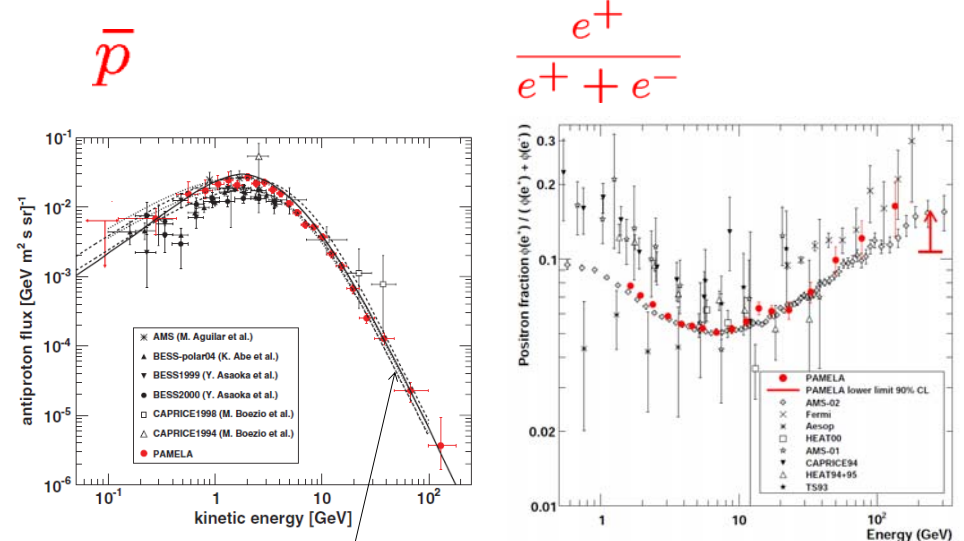 p̅
e⁺
e⁺ + e⁻
antiproton flux [GeV m² s sr]⁻¹
10⁻¹
10⁻²
10⁻³
10⁻⁴
10⁻⁵
10⁻⁶
AMS (M. Aguilar et al.)
BESS-polar04 (K. Abe et al.)
BESS1999 (Y. Asaoka et al.)
BESS2000 (Y. Asaoka et al.)
CAPRICE1998 (M. Boezio et al.)
CAPRICE1994 (M. Boezio et al.)
PAMELA
10⁻¹ 1 10 10²
kinetic energy [GeV]
Positron fraction φ(e⁺) / ( φ(e⁺) + φ(e⁻) )
0.3
0.2
0.1
0.02
0.01
PAMELA
PAMELA lower limit 90% CL
AMS-02
Fermi
Aesop
HEAT00
AMS-01
CAPRICE94
HEAT94+95
TS93
1 10 10²
Energy (GeV)